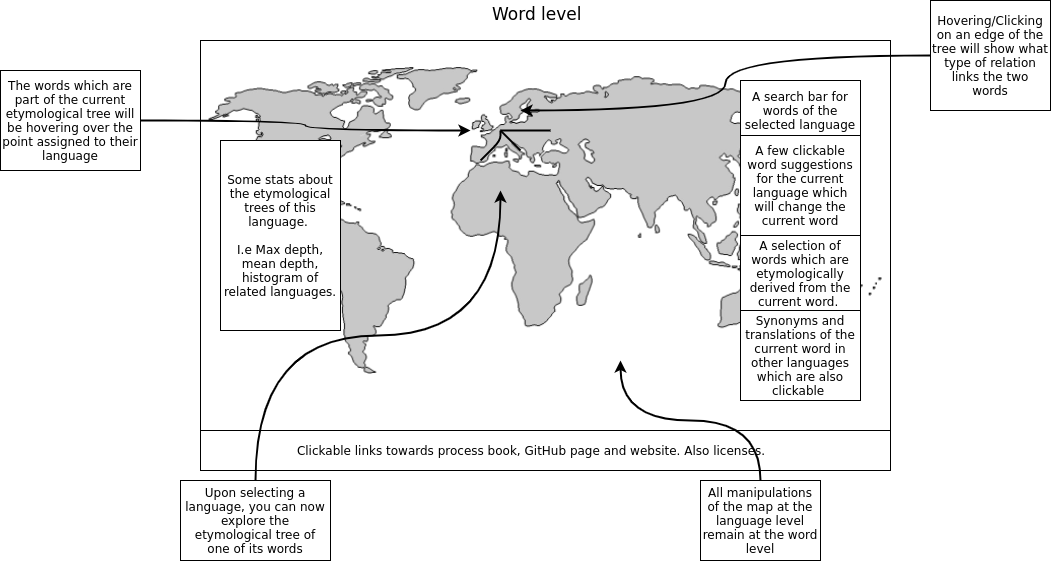 Word level
Hovering/Clicking
on an edge of the
tree will show what
type of relation
links the two
words
The words which are
part of the current
etymological tree will
be hovering over the
point assigned to their
language
A search bar for
words of the
selected language
A few clickable
word suggestions
for the current
language which
will change the
current word
Some stats about
the etymological
trees of this
language.
I.e Max depth,
mean depth,
histogram of
related languages.
A selection of
words which are
etymologically
derived from the
current word.
Synonyms and
translations of the
current word in
other languages
which are also
clickable
Clickable links towards process book, GitHub page and website. Also licenses.
Upon selecting a
language, you can now
explore the
etymological tree of
one of its words
All manipulations
of the map at the
language level
remain at the word
level